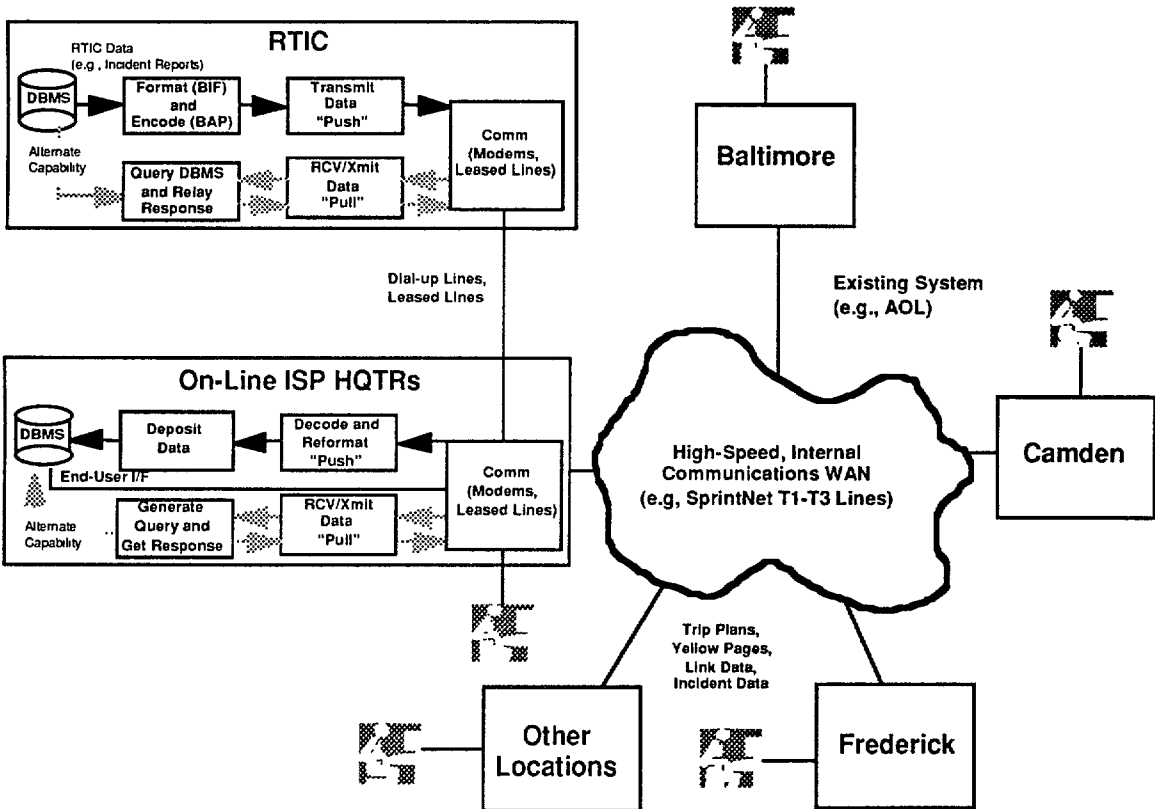 RTIC
RTIC Data
(e.g., Incident Reports)
DBMS
Format (BIF)
and
Encode (BAP)
Transmit
Data
"Push"
Comm
(Modems,
Leased Lines)
Alternate
Capability
Query DBMS
and Relay
Response
RCV/Xmit
Data
"Pull"
Dial-up Lines,
Leased Lines
On-Line ISP HQTRs
DBMS
Deposit
Data
Decode and
Reformat
"Push"
Comm
(Modems,
Leased Lines)
End-User I/F
Alternate
Capability
Generate
Query and
Get Response
RCV/Xmit
Data
"Pull"
Baltimore
Existing System
(e.g., AOL)
Camden
High-Speed, Internal
Communications WAN
(e.g, SprintNet T1-T3 Lines)
Trip Plans,
Yellow Pages,
Link Data,
Incident Data
Other
Locations
Frederick